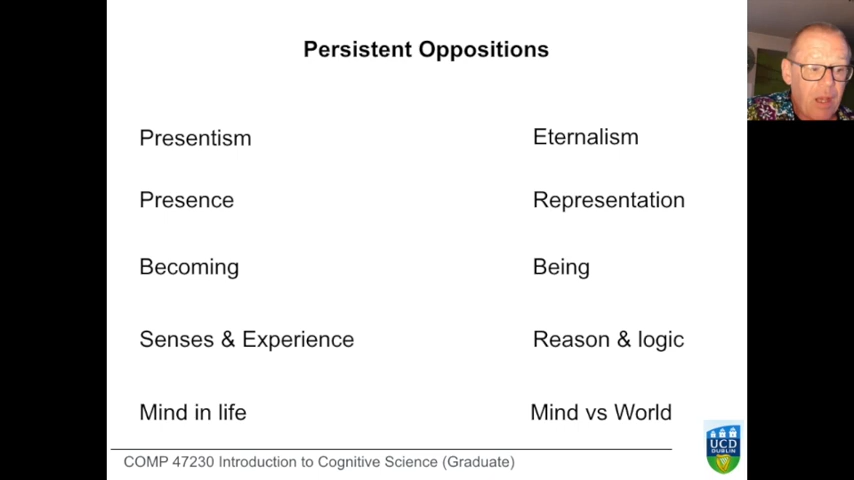 Persistent Oppositions
Presentism Eternalism
Presence Representation
Becoming Being
Senses & Experience Reason & logic
Mind in life Mind vs World
COMP 47230 Introduction to Cognitive Science (Graduate)
UCD
DUBLIN